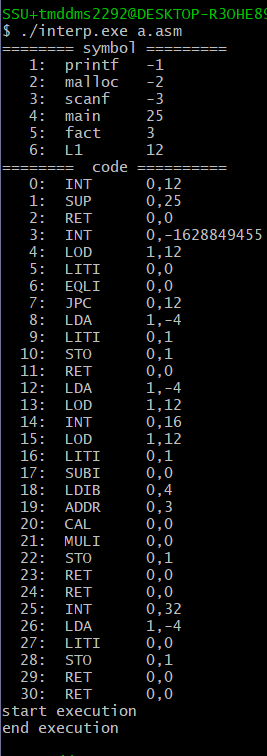 SSU+tmddms2292@DESKTOP-R3OHE89
$ ./interp.exe a.asm
======== symbol =========
1: printf -1
2: malloc -2
3: scanf -3
4: main 25
5: fact 3
6: L1 12
======== code ==========
0: INT 0,12
1: SUP 0,25
2: RET 0,0
3: INT 0,-1628849455
4: LOD 1,12
5: LITI 0,0
6: EQLI 0,0
7: JPC 0,12
8: LDA 1,-4
9: LITI 0,1
10: STO 0,1
11: RET 0,0
12: LDA 1,-4
13: LOD 1,12
14: INT 0,16
15: LOD 1,12
16: LITI 0,1
17: SUBI 0,0
18: LDIB 0,4
19: ADDR 0,3
20: CAL 0,0
21: MULI 0,0
22: STO 0,1
23: RET 0,0
24: RET 0,0
25: INT 0,32
26: LDA 1,-4
27: LITI 0,0
28: STO 0,1
29: RET 0,0
30: RET 0,0
start execution
end execution